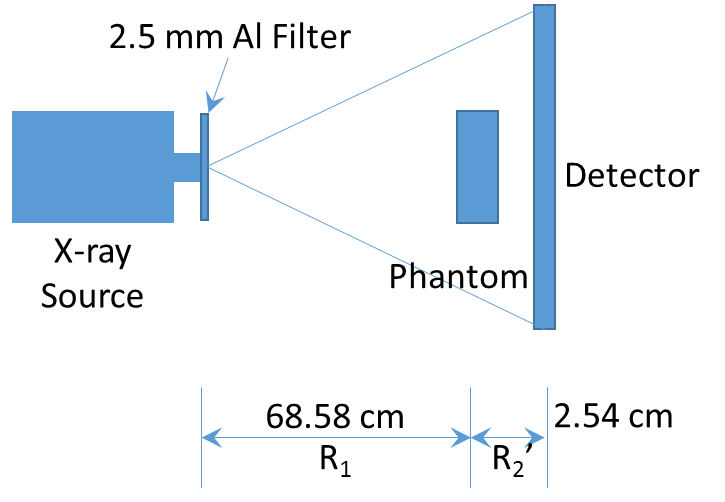 2.5 mm Al Filter
Detector
X-ray
Source
Phantom
68.58 cm
2.54 cm
R₁
R₂’